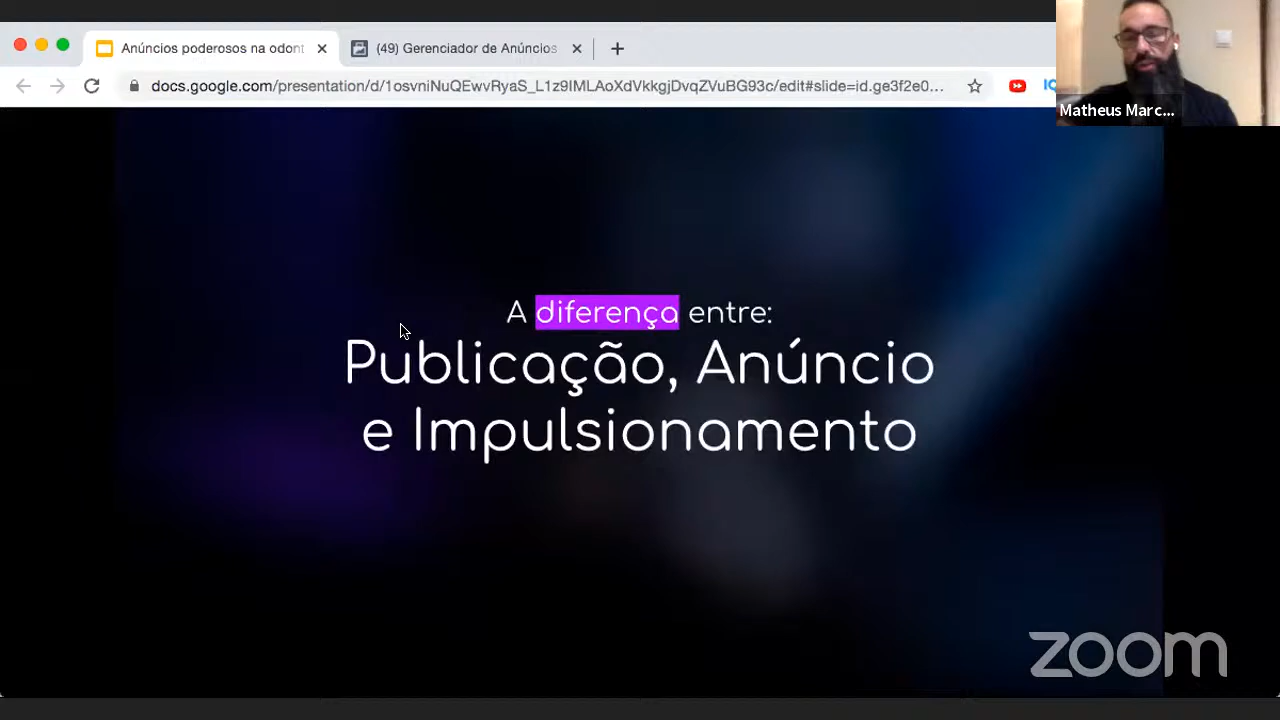 Anúncios poderosos na odont
(49) Gerenciador de Anúncios
docs.google.com/presentation/d/1osvniNuQEwvRyaS_L1z9IMLAoXdVkkgjDvqZVuBG93c/edit#slide=id.ge3f2e0...
Matheus Marc...
A diferença entre:
Publicação, Anúncio
e Impulsionamento
zoom